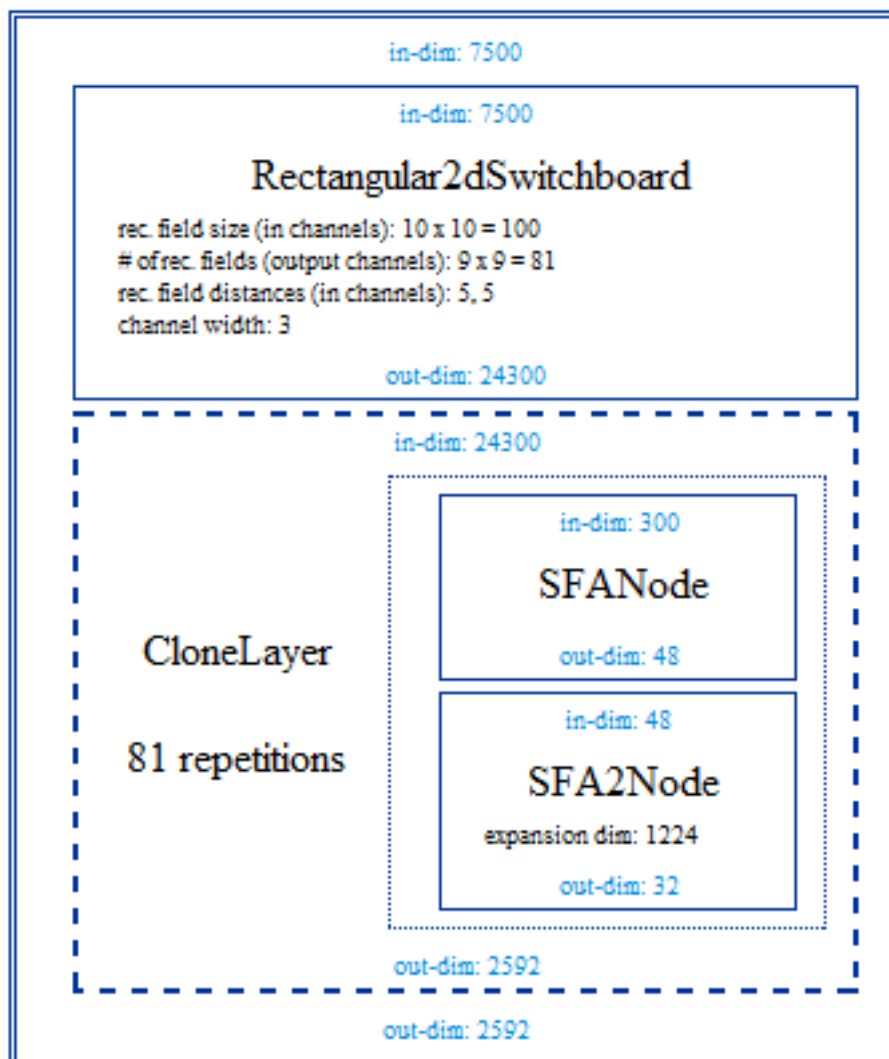 in-dim: 7500
in-dim: 7500
Rectangular2dSwitchboard
rec. field size (in channels): 10 x 10 = 100
# of rec. fields (output channels): 9 x 9 = 81
rec. field distances (in channels): 5, 5
channel width: 3
out-dim: 24300
in-dim: 24300
in-dim: 300
SFANode
out-dim: 48
CloneLayer
81 repetitions
in-dim: 48
SFA2Node
expansion dim: 1224
out-dim: 32
out-dim: 2592
out-dim: 2592